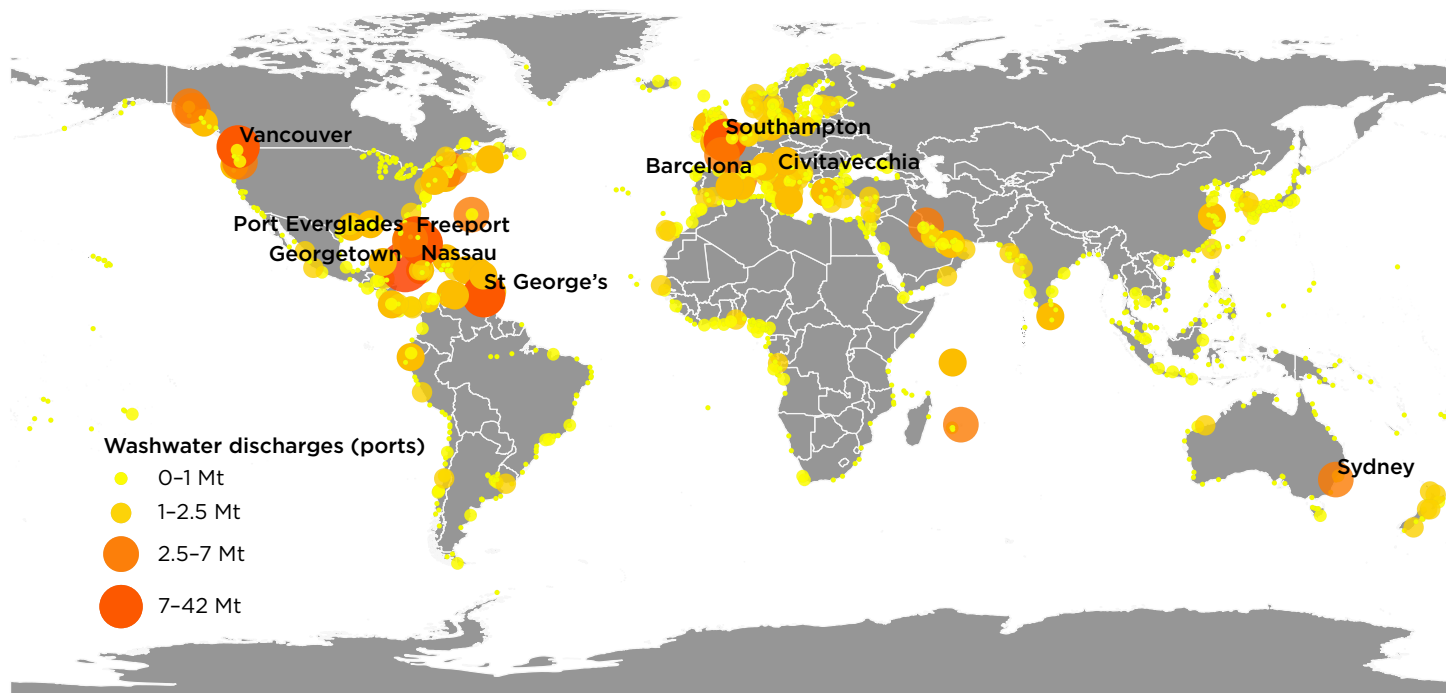 Vancouver
Southampton
Barcelona
Civitavecchia
Port Everglades
Freeport
Georgetown
Nassau
St George’s
Sydney
Washwater discharges (ports)
0–1 Mt
1–2.5 Mt
2.5–7 Mt
7–42 Mt